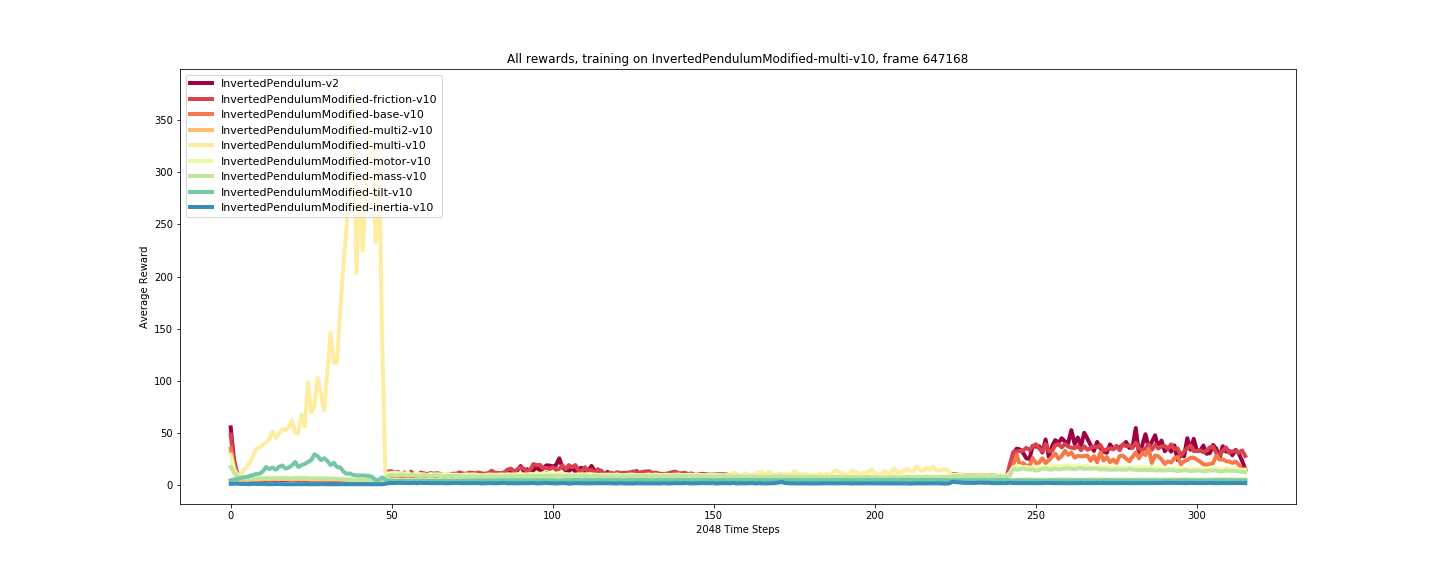 All rewards, training on InvertedPendulumModified-multi-v10, frame 647168
InvertedPendulum-v2
InvertedPendulumModified-friction-v10
InvertedPendulumModified-base-v10
InvertedPendulumModified-multi2-v10
InvertedPendulumModified-multi-v10
InvertedPendulumModified-motor-v10
InvertedPendulumModified-mass-v10
InvertedPendulumModified-tilt-v10
InvertedPendulumModified-inertia-v10
Average Reward
350
300
250
200
150
100
50
0
0 50 100 150 200 250 300
2048 Time Steps